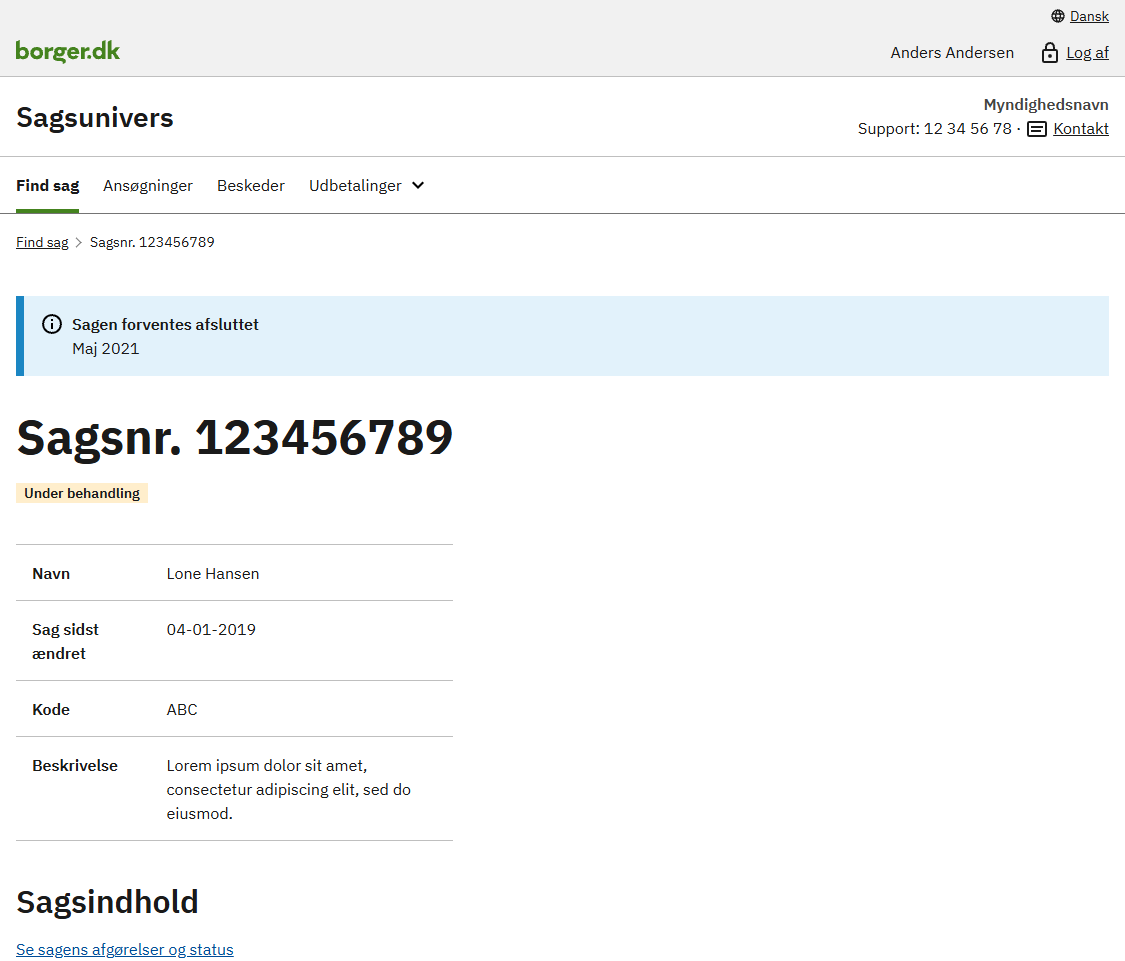 Dansk
borger.dk
Anders Andersen Log af
Sagsunivers
Myndighedsnavn
Support: 12 34 56 78 · Kontakt
Find sag Ansøgninger Beskeder Udbetalinger
Find sag Sagsnr. 123456789
Sagen forventes afsluttet
Maj 2021
Sagsnr. 123456789
Under behandling
Navn Lone Hansen
Sag sidst 04-01-2019
ændret
Kode ABC
Beskrivelse Lorem ipsum dolor sit amet,
consectetur adipiscing elit, sed do
eiusmod.
Sagsindhold
Se sagens afgørelser og status